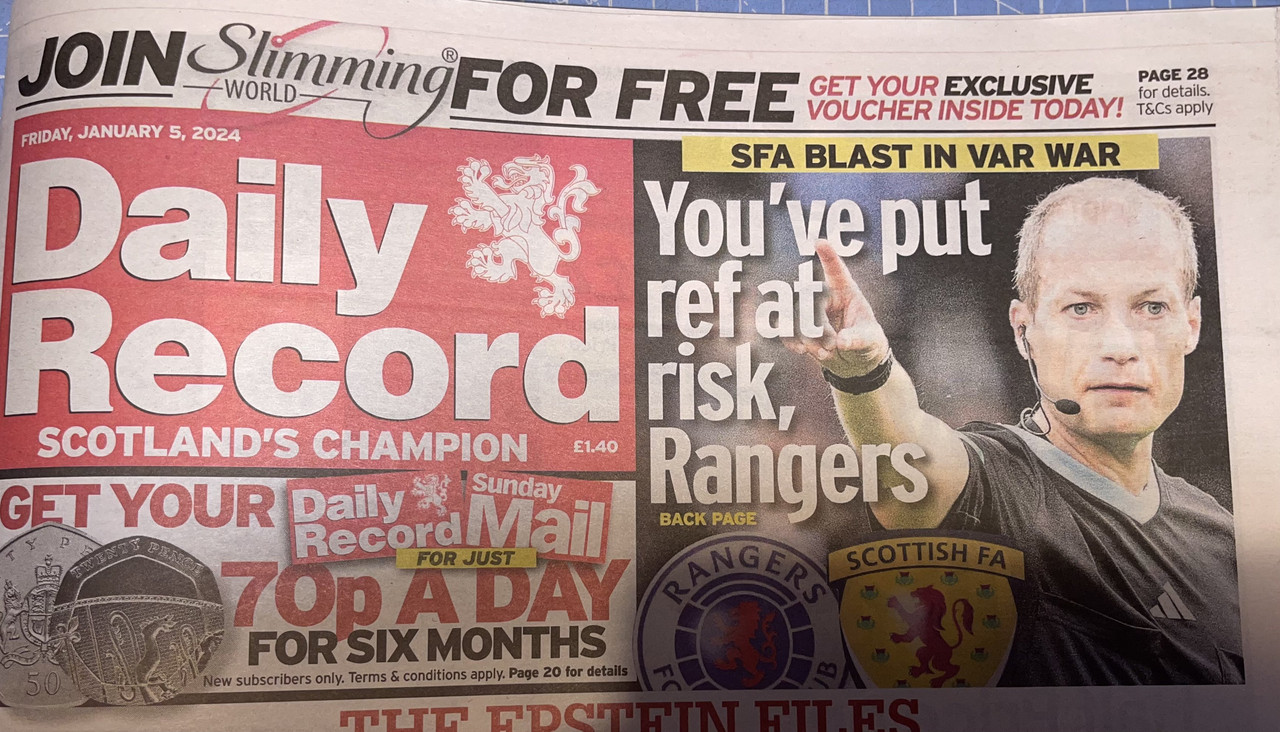 JOIN Slimming WORLD ® FOR FREE
GET YOUR EXCLUSIVE
VOUCHER INSIDE TODAY!
PAGE 28
for details.
T&Cs apply
FRIDAY, JANUARY 5, 2024
Daily
Record
SCOTLAND'S CHAMPION
£1.40
SFA BLAST IN VAR WAR
You've put
ref at
risk,
Rangers
BACK PAGE
RANGERS
SCOTTISH FA
GET YOUR
Daily
Record
Sunday
Mail
FOR JUST
70p A DAY
FOR SIX MONTHS
New subscribers only. Terms & conditions apply. Page 20 for details
TWENTY PENCE
50
THE EPSTEIN FILES